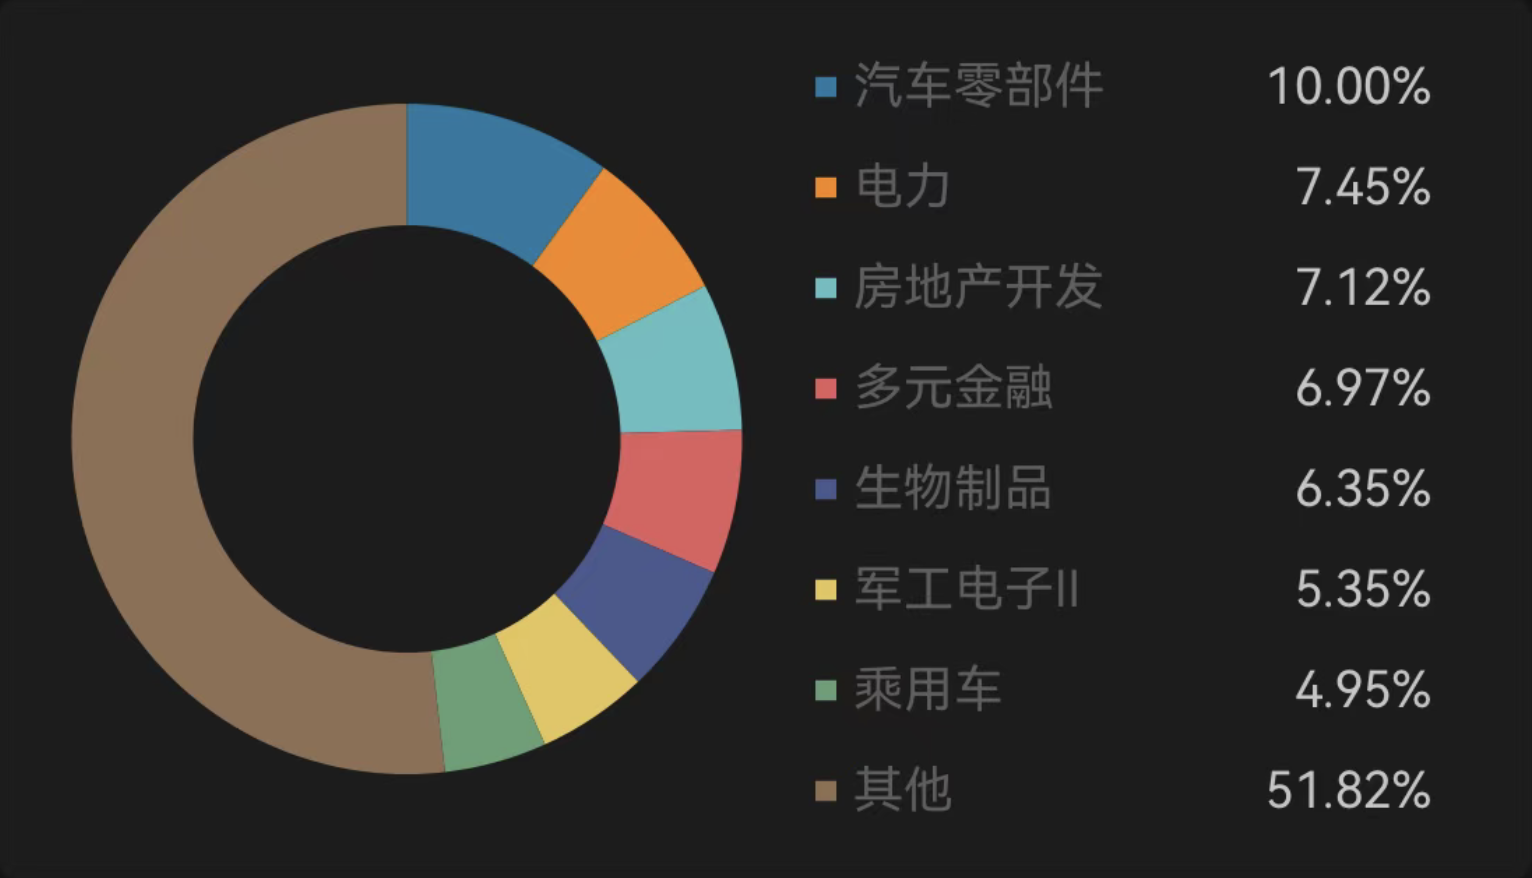 汽车零部件 10.00%
电力 7.45%
房地产开发 7.12%
多元金融 6.97%
生物制品 6.35%
军工电子II 5.35%
乘用车 4.95%
其他 51.82%